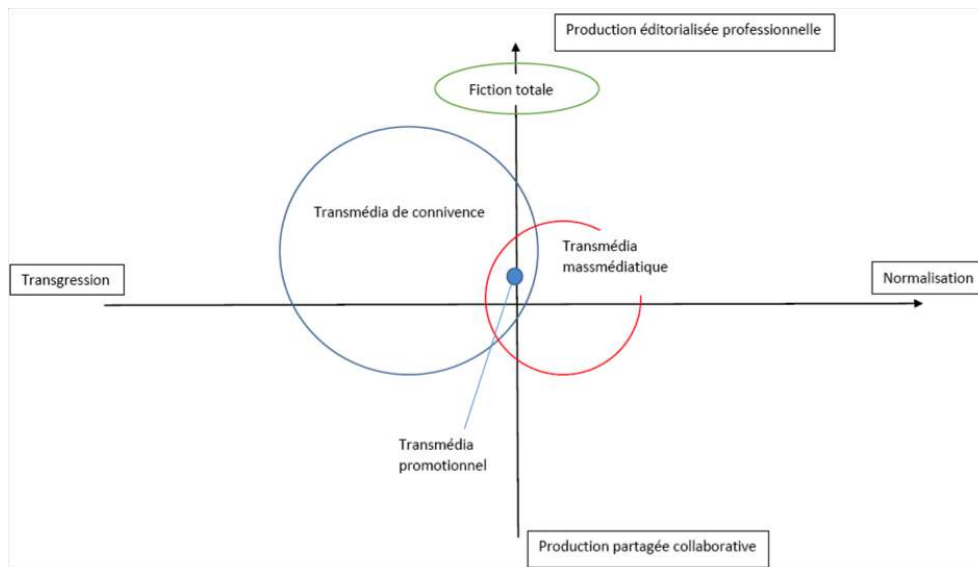 Production éditorialisée professionnelle
Fiction totale
Transmédia de connivence
Transmédia
massmédiatique
Transgression
Normalisation
Transmédia
promotionnel
Production partagée collaborative